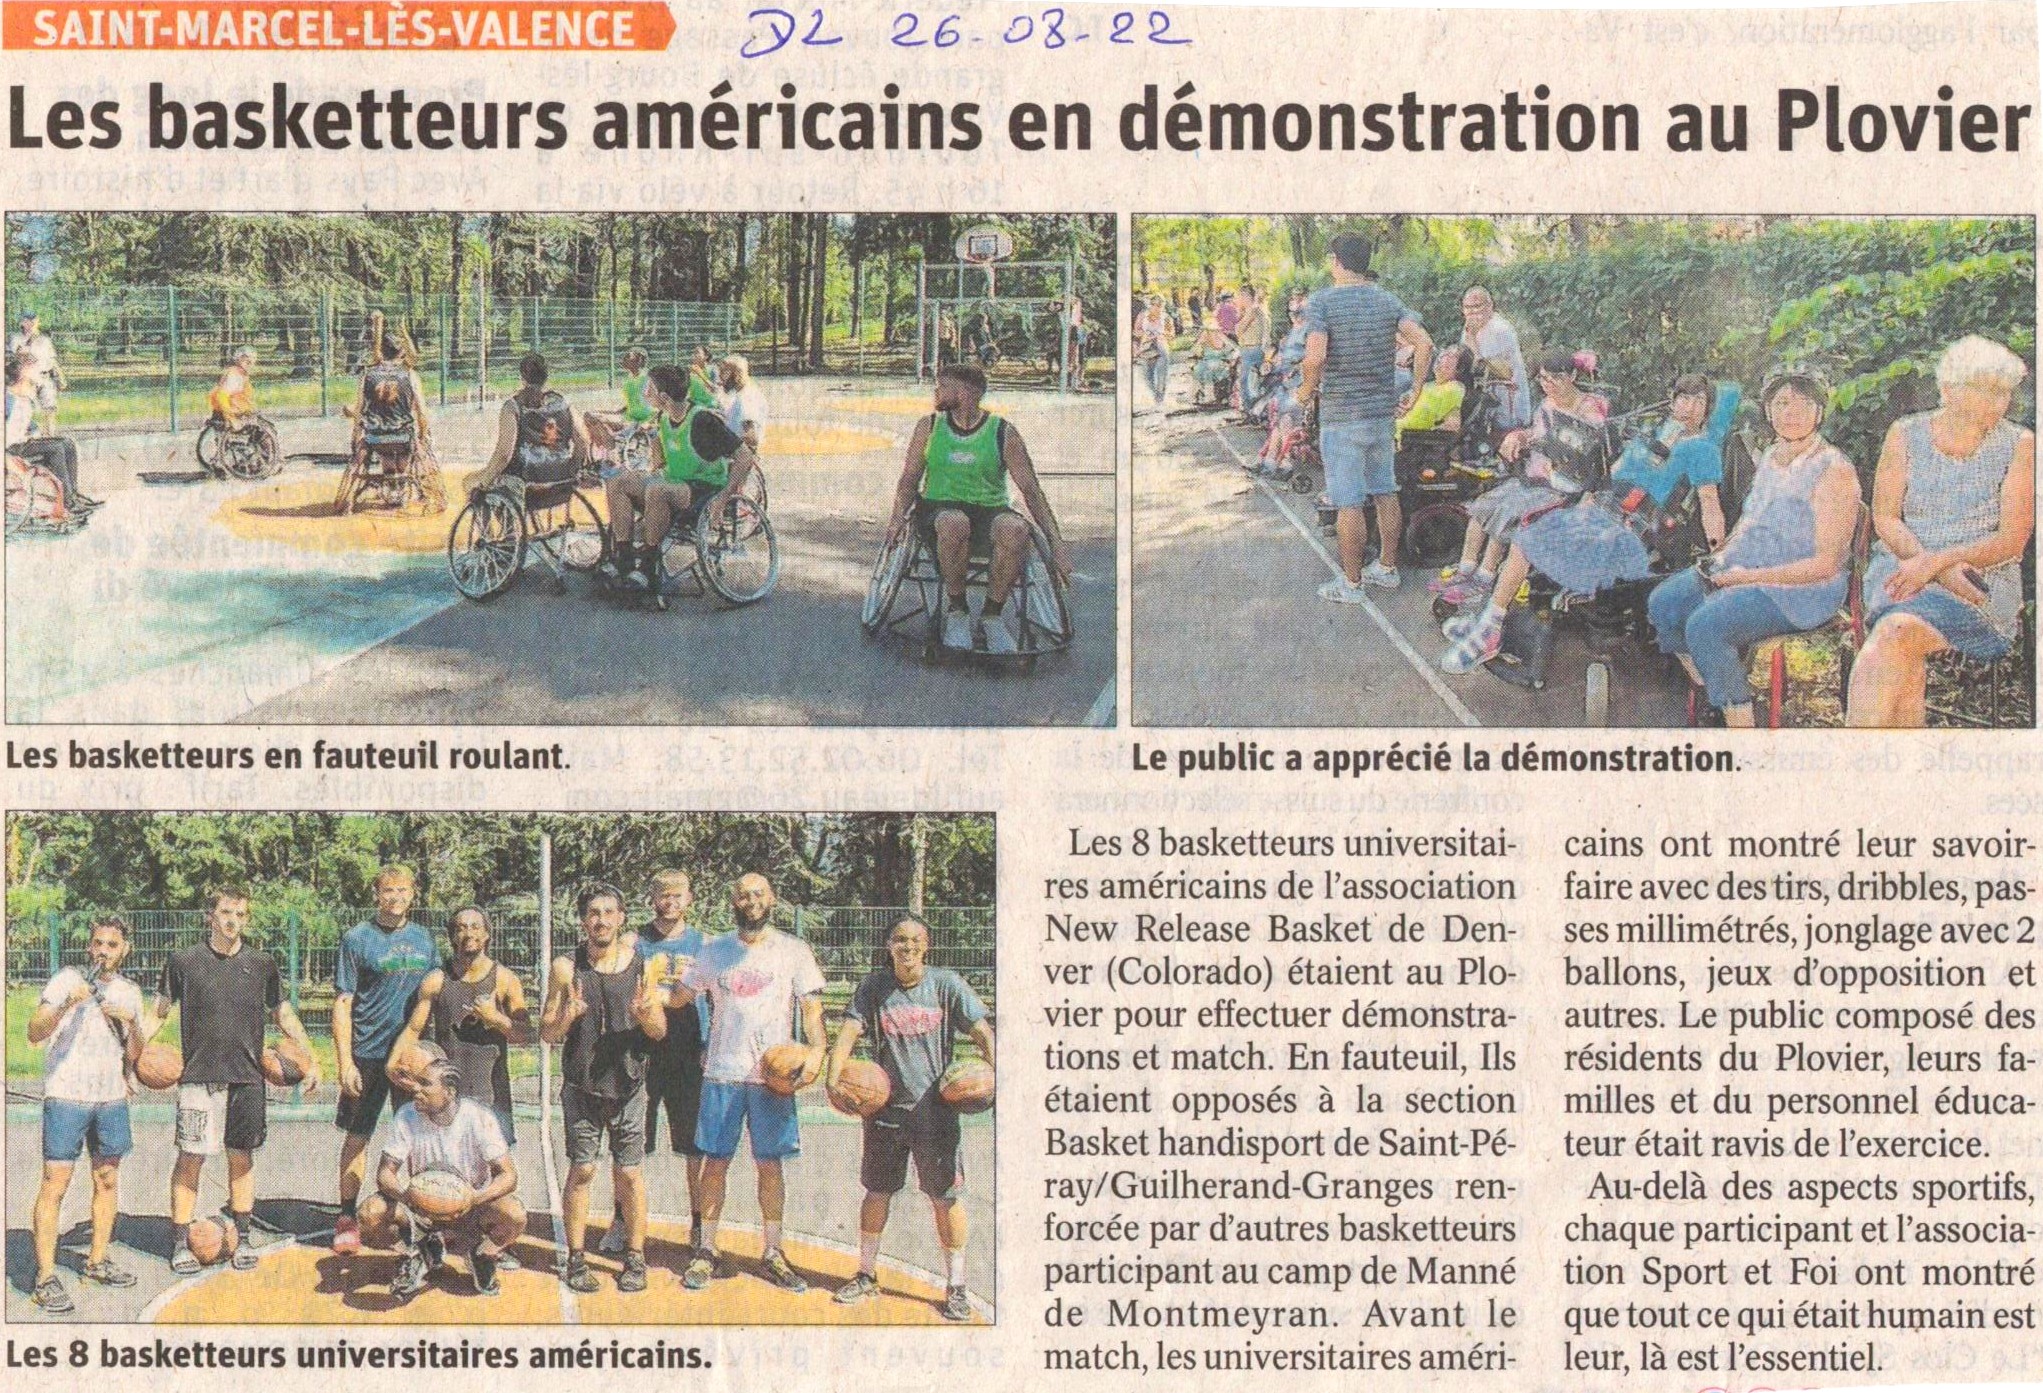 SAINT-MARCEL-LÈS-VALENCE
DL 26-08-22
Les basketteurs américains en démonstration au Plovier
Les basketteurs en fauteuil roulant.
Le public a apprécié la démonstration.
Les 8 basketteurs universitaires américains.
Les 8 basketteurs universitai-
res américains de l'association
New Release Basket de Den-
ver (Colorado) étaient au Plo-
vier pour effectuer démonstra-
tions et match. En fauteuil, Ils
étaient opposés à la section
Basket handisport de Saint-Pé-
ray/Guilherand-Granges ren-
forcée par d'autres basketteurs
participant au camp de Manné
de Montmeyran. Avant le
match, les universitaires améri-
cains ont montré leur savoir-
faire avec des tirs, dribbles, pas-
ses millimétrés, jonglage avec 2
ballons, jeux d'opposition et
autres. Le public composé des
résidents du Plovier, leurs fa-
milles et du personnel éduca-
teur était ravis de l'exercice.
Au-delà des aspects sportifs,
chaque participant et l'associa-
tion Sport et Foi ont montré
que tout ce qui était humain est
leur, là est l'essentiel.